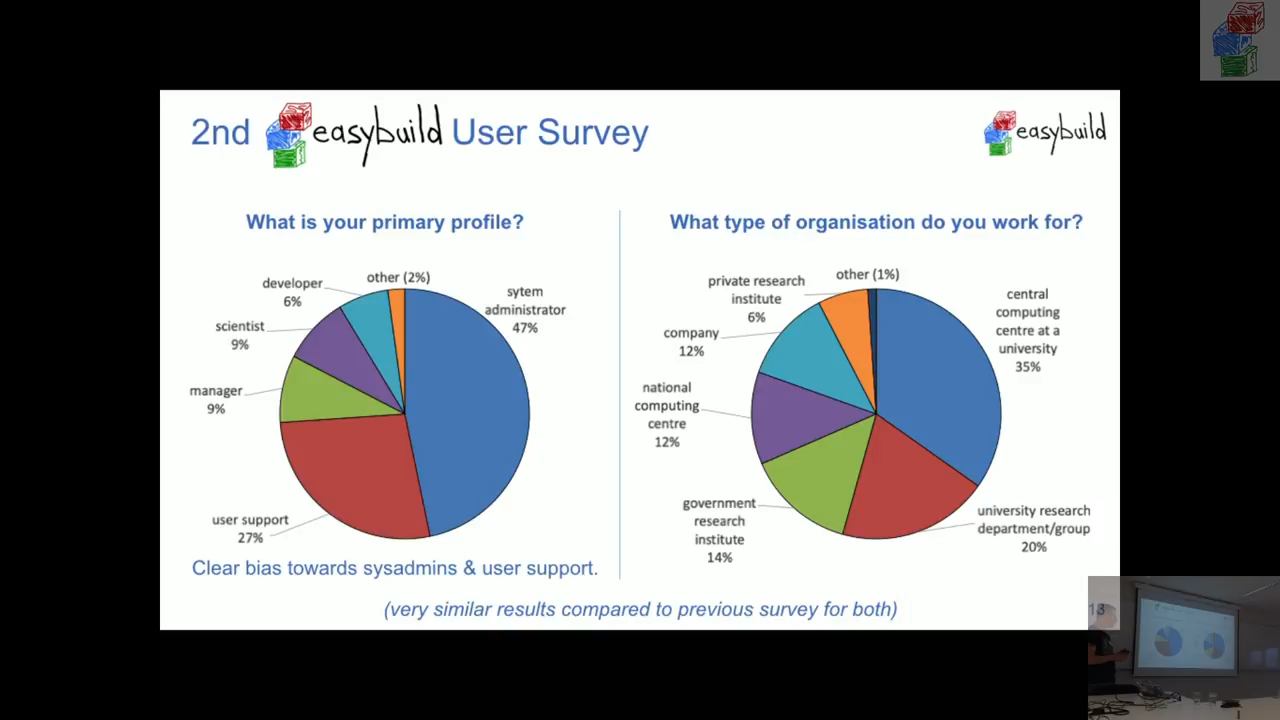 2nd easybuild User Survey
easybuild
What is your primary profile?
other (2%)
developer
6%
sytem
administrator
47%
scientist
9%
manager
9%
user support
27%
Clear bias towards sysadmins & user support.
What type of organisation do you work for?
other (1%)
private research
institute
6%
central
computing
centre at a
university
35%
company
12%
national
computing
centre
12%
government
research
institute
14%
university research
department/group
20%
(very similar results compared to previous survey for both)
13